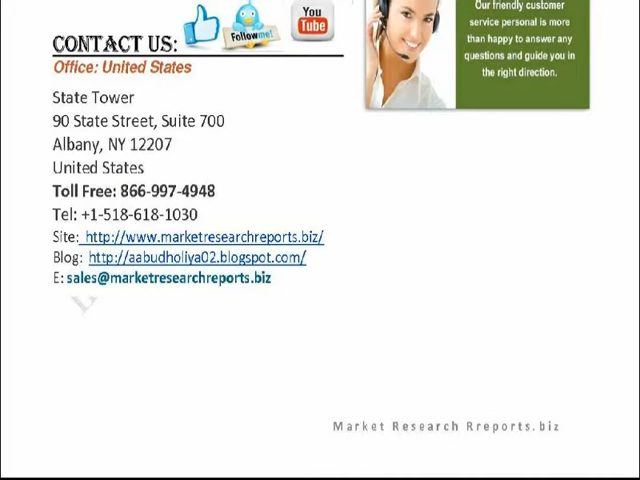 CONTACT US:
Follow me!
You
Tube
Our friendly customer
service personal is more
than happy to answer any
questions and guide you in
the right direction.
Office: United States
State Tower
90 State Street, Suite 700
Albany, NY 12207
United States
Toll Free: 866-997-4948
Tel: +1-518-618-1030
Site: http://www.marketresearchreports.biz/
Blog: http://aabudholiya02.blogspot.com/
E: sales@marketresearchreports.biz
Market Research Rreports.biz